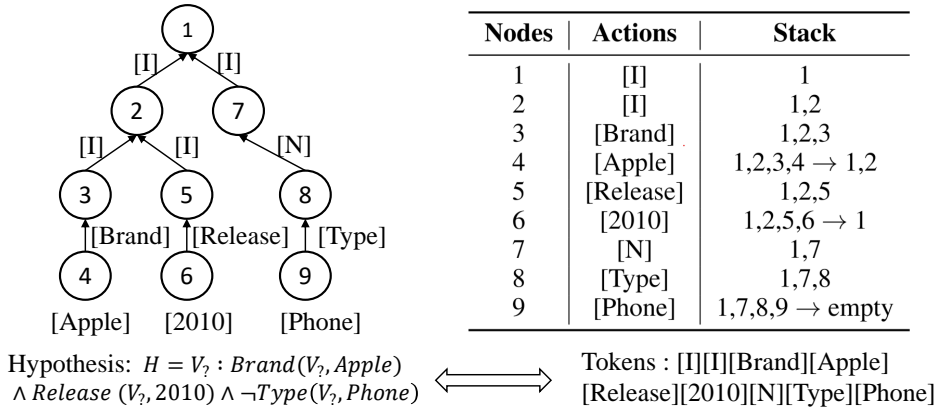 1
[I] [I]
2 7
[I] [I] [N]
3 5 8
[Brand] [Release] [Type]
4 6 9
[Apple] [2010] [Phone]
Nodes Actions Stack
1 [I] 1
2 [I] 1,2
3 [Brand] 1,2,3
4 [Apple] 1,2,3,4 → 1,2
5 [Release] 1,2,5
6 [2010] 1,2,5,6 → 1
7 [N] 1,7
8 [Type] 1,7,8
9 [Phone] 1,7,8,9 → empty
Hypothesis: H = V? : Brand(V?, Apple)
∧ Release (V?, 2010) ∧ ¬Type(V?, Phone)
Tokens : [I][I][Brand][Apple]
[Release][2010][N][Type][Phone]